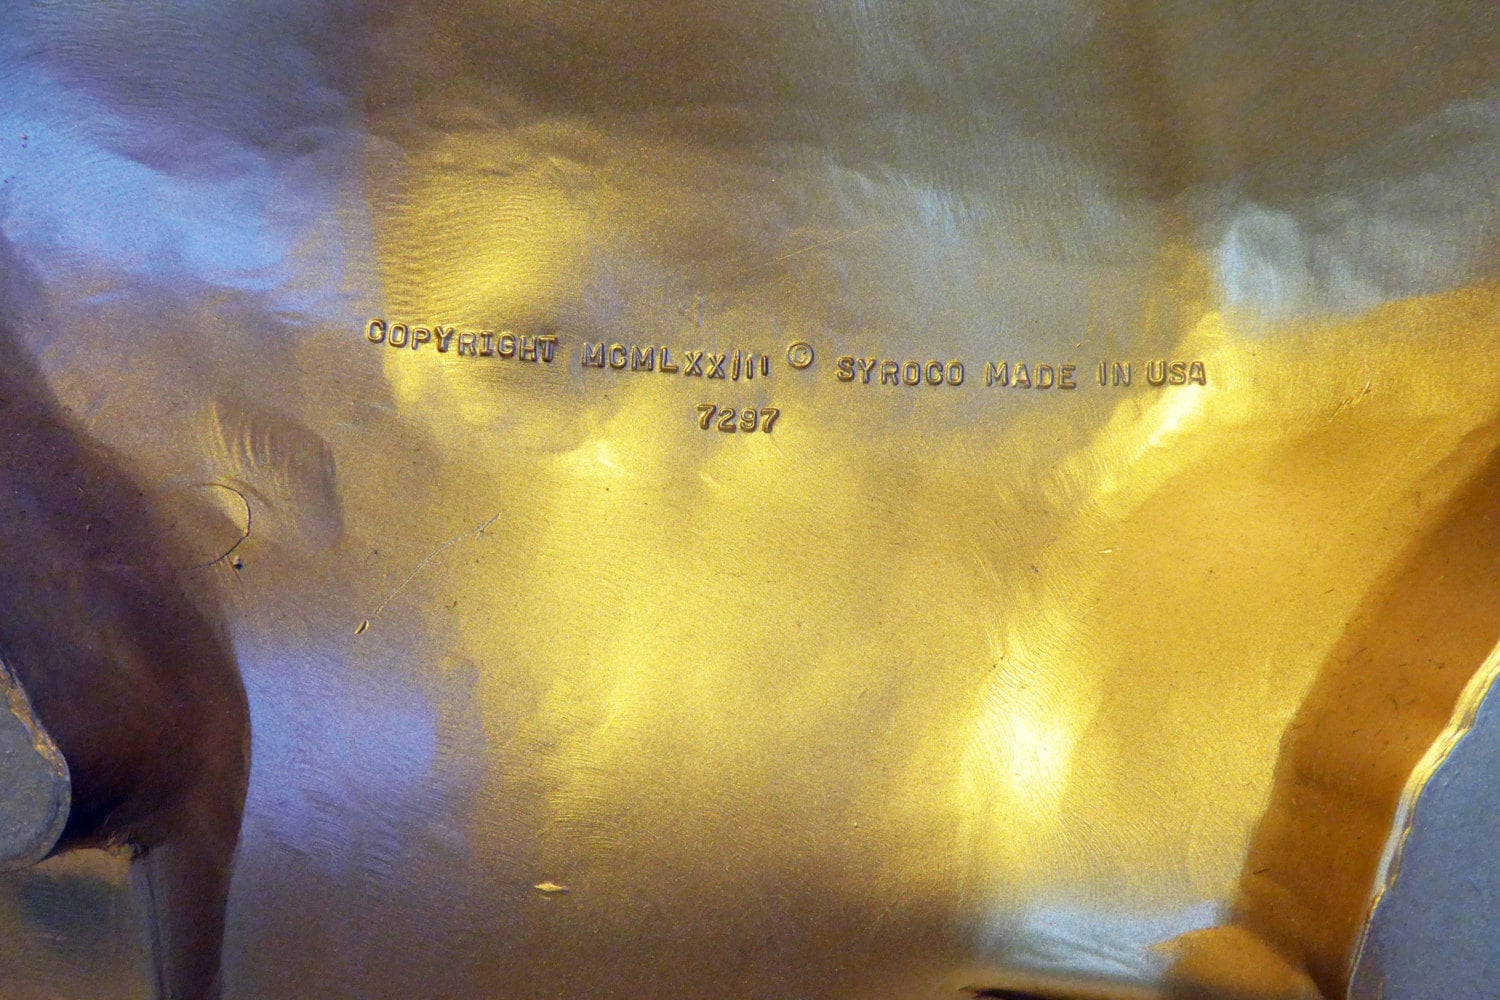 COPYRIGHT MCMLXXIII © SYROCO MADE IN USA
7297